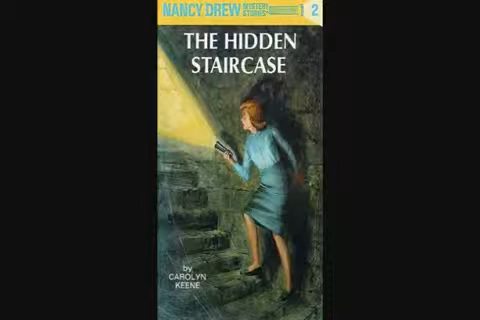 NANCY DREW MYSTERY STORIES 2
THE HIDDEN
STAIRCASE
by
CAROLYN
KEENE